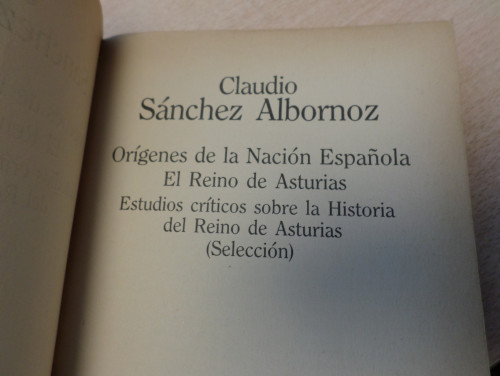 Claudio
Sánchez Albornoz
Orígenes de la Nación Española
El Reino de Asturias
Estudios críticos sobre la Historia
del Reino de Asturias
(Selección)